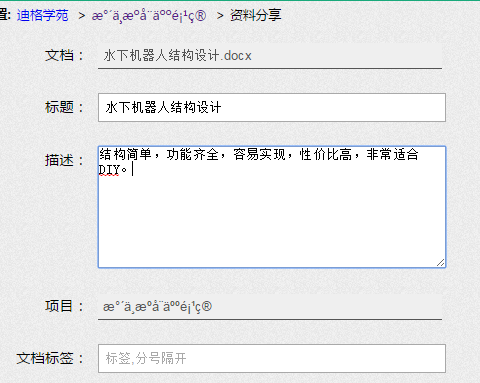 置: 迪格学苑 > æ°´ä¸æºå¨äººé¡¹ç® > 资料分享
文档： 水下机器人结构设计.docx
标题： 水下机器人结构设计
描述： 结构简单，功能齐全，容易实现，性价比高，非常适合
DIY。
项目： æ°´ä¸æºå¨äººé¡¹ç®
文档标签： 标签,分号隔开